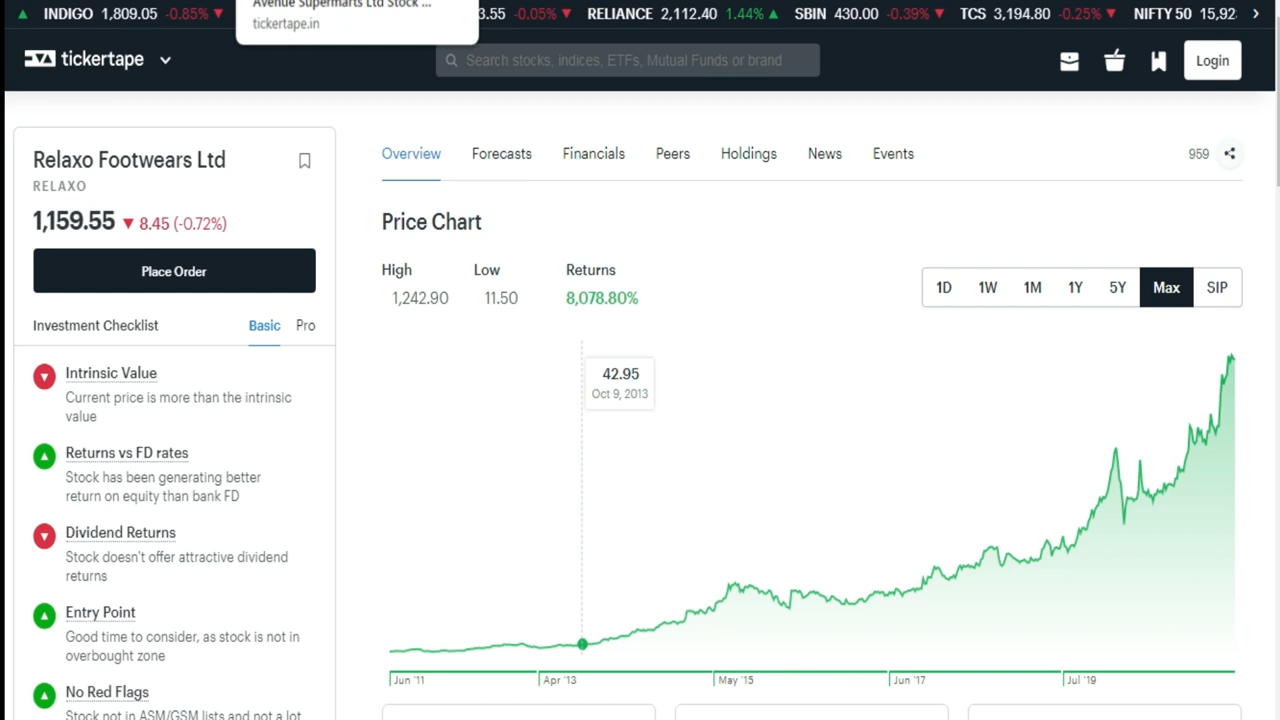 INDIGO 1,809.05 -0.85% ▼
Avenue Supermarts Ltd Stock ...
tickertape.in
3.55 -0.05% ▼ RELIANCE 2,112.40 1.44% ▲ SBIN 430.00 -0.39% ▼ TCS 3,194.80 -0.25% ▼ NIFTY 50 15,92
tickertape
Search stocks, indices, ETFs, Mutual Funds or brand
Login
Relaxo Footwears Ltd
RELAXO
1,159.55 ▼ 8.45 (-0.72%)
Place Order
Investment Checklist Basic Pro
Intrinsic Value
Current price is more than the intrinsic
value
Returns vs FD rates
Stock has been generating better
return on equity than bank FD
Dividend Returns
Stock doesn't offer attractive dividend
returns
Entry Point
Good time to consider, as stock is not in
overbought zone
No Red Flags
Stock not in ASM/GSM lists and not a lot
Overview Forecasts Financials Peers Holdings News Events 959
Price Chart
High Low Returns
1,242.90 11.50 8,078.80%
1D 1W 1M 1Y 5Y Max SIP
42.95
Oct 9, 2013
Jun '11 Apr '13 May '15 Jun '17 Jul '19